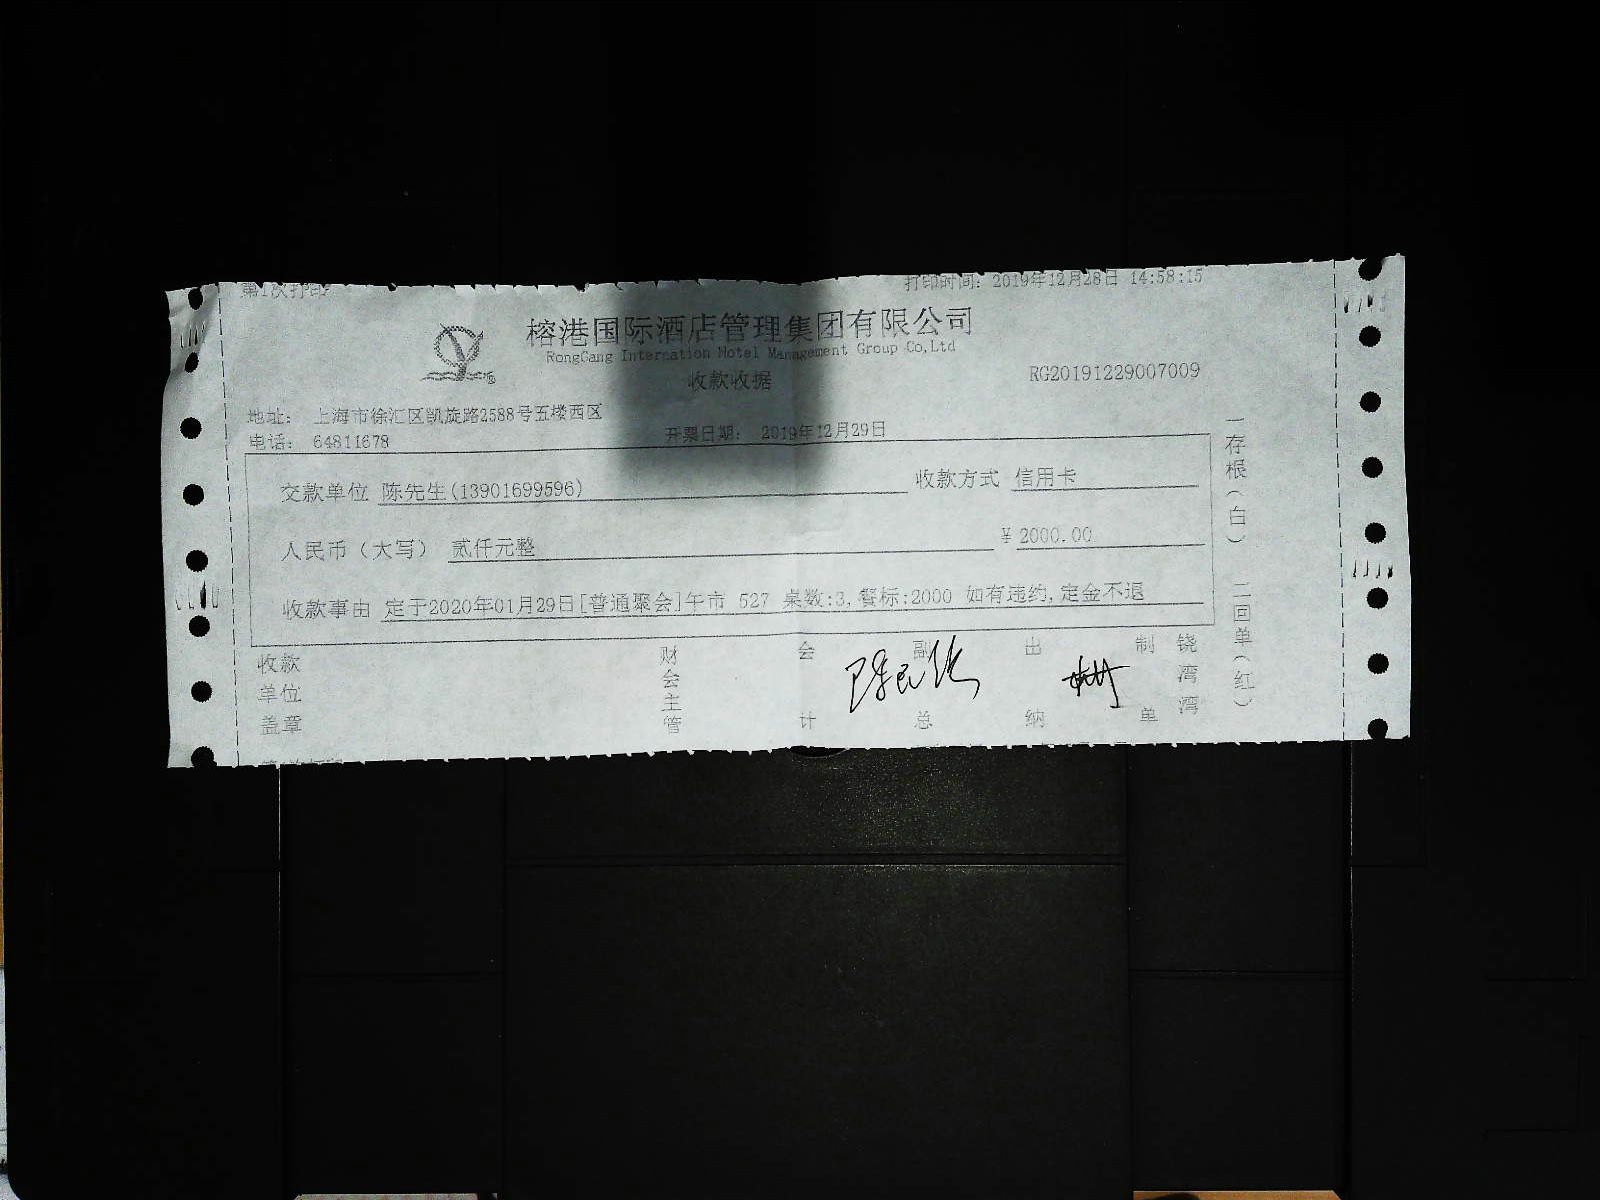 第1次打印
打印时间: 2019年12月28日 14:58:15
榕港国际酒店管理集团有限公司
RongGang Internation Hotel Management Group Co,Ltd
收款收据
RG20191229007009
地址: 上海市徐汇区凯旋路2588号五楼西区
电话: 64811678
开票日期: 2019年12月29日
交款单位 陈先生(13901699596)
收款方式 信用卡
人民币(大写) 贰仟元整
¥ 2000.00
收款事由 定于2020年01月29日[普通聚会]午市 527 桌数:3,餐标:2000 如有违约,定金不退
收款单位盖章
财会主管
会计
副总
出纳
制单
饶湾湾
一存根(白) 二回单(红)